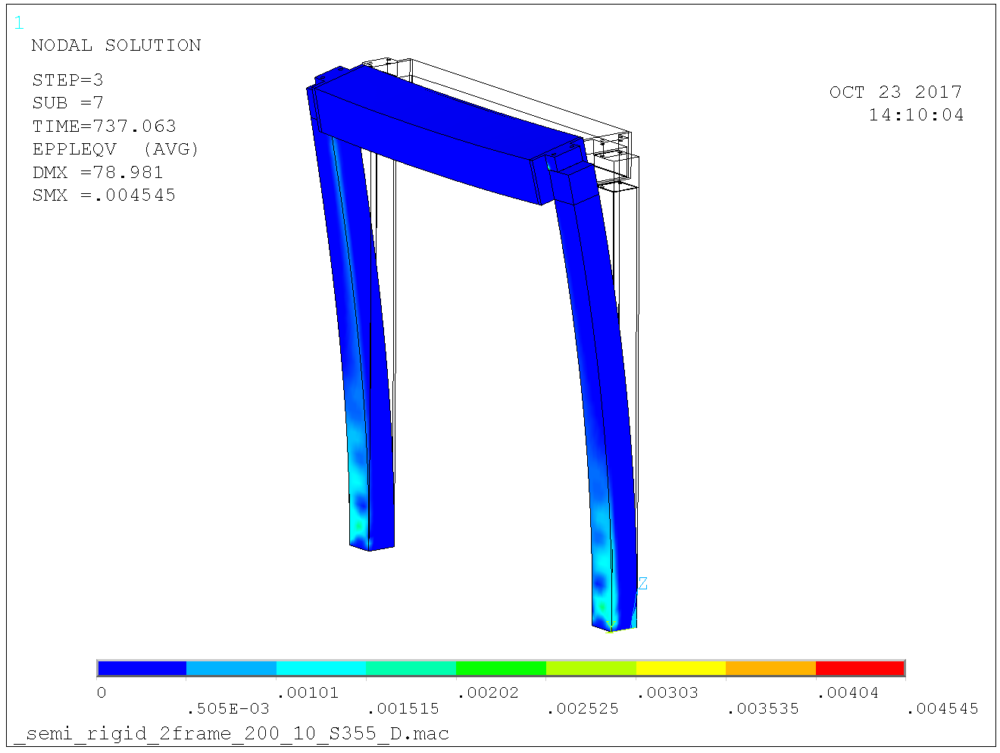 1
NODAL SOLUTION
STEP=3
SUB =7
TIME=737.063
EPPLEQV (AVG)
DMX =78.981
SMX =.004545
OCT 23 2017
14:10:04
Z
0 .00101 .00202 .00303 .00404
.505E-03 .001515 .002525 .003535 .004545
_semi_rigid_2frame_200_10_S355_D.mac